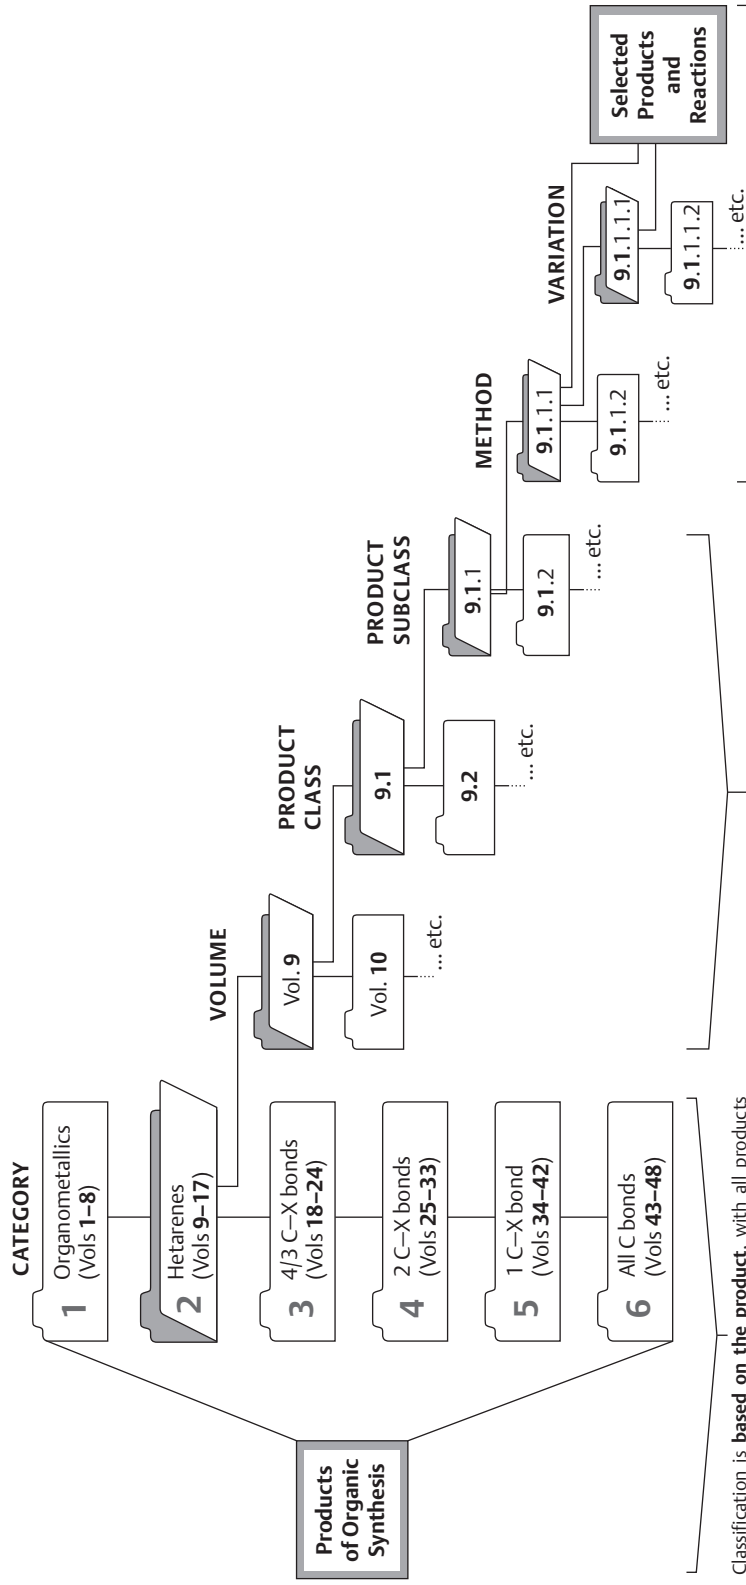 Products
of Organic
Synthesis
CATEGORY
1 Organometallics
(Vols 1–8)
2 Hetarenes
(Vols 9–17)
3 4/3 C–X bonds
(Vols 18–24)
4 2 C–X bonds
(Vols 25–33)
5 1 C–X bond
(Vols 34–42)
6 All C bonds
(Vols 43–48)
VOLUME
Vol. 9
Vol. 10
... etc.
PRODUCT
CLASS
9.1
9.2
... etc.
PRODUCT
SUBCLASS
9.1.1
9.1.2
... etc.
METHOD
9.1.1.1
9.1.1.2
... etc.
VARIATION
9.1.1.1.1
9.1.1.1.2
... etc.
Selected
Products
and
Reactions
Classification is based on the product, with all products